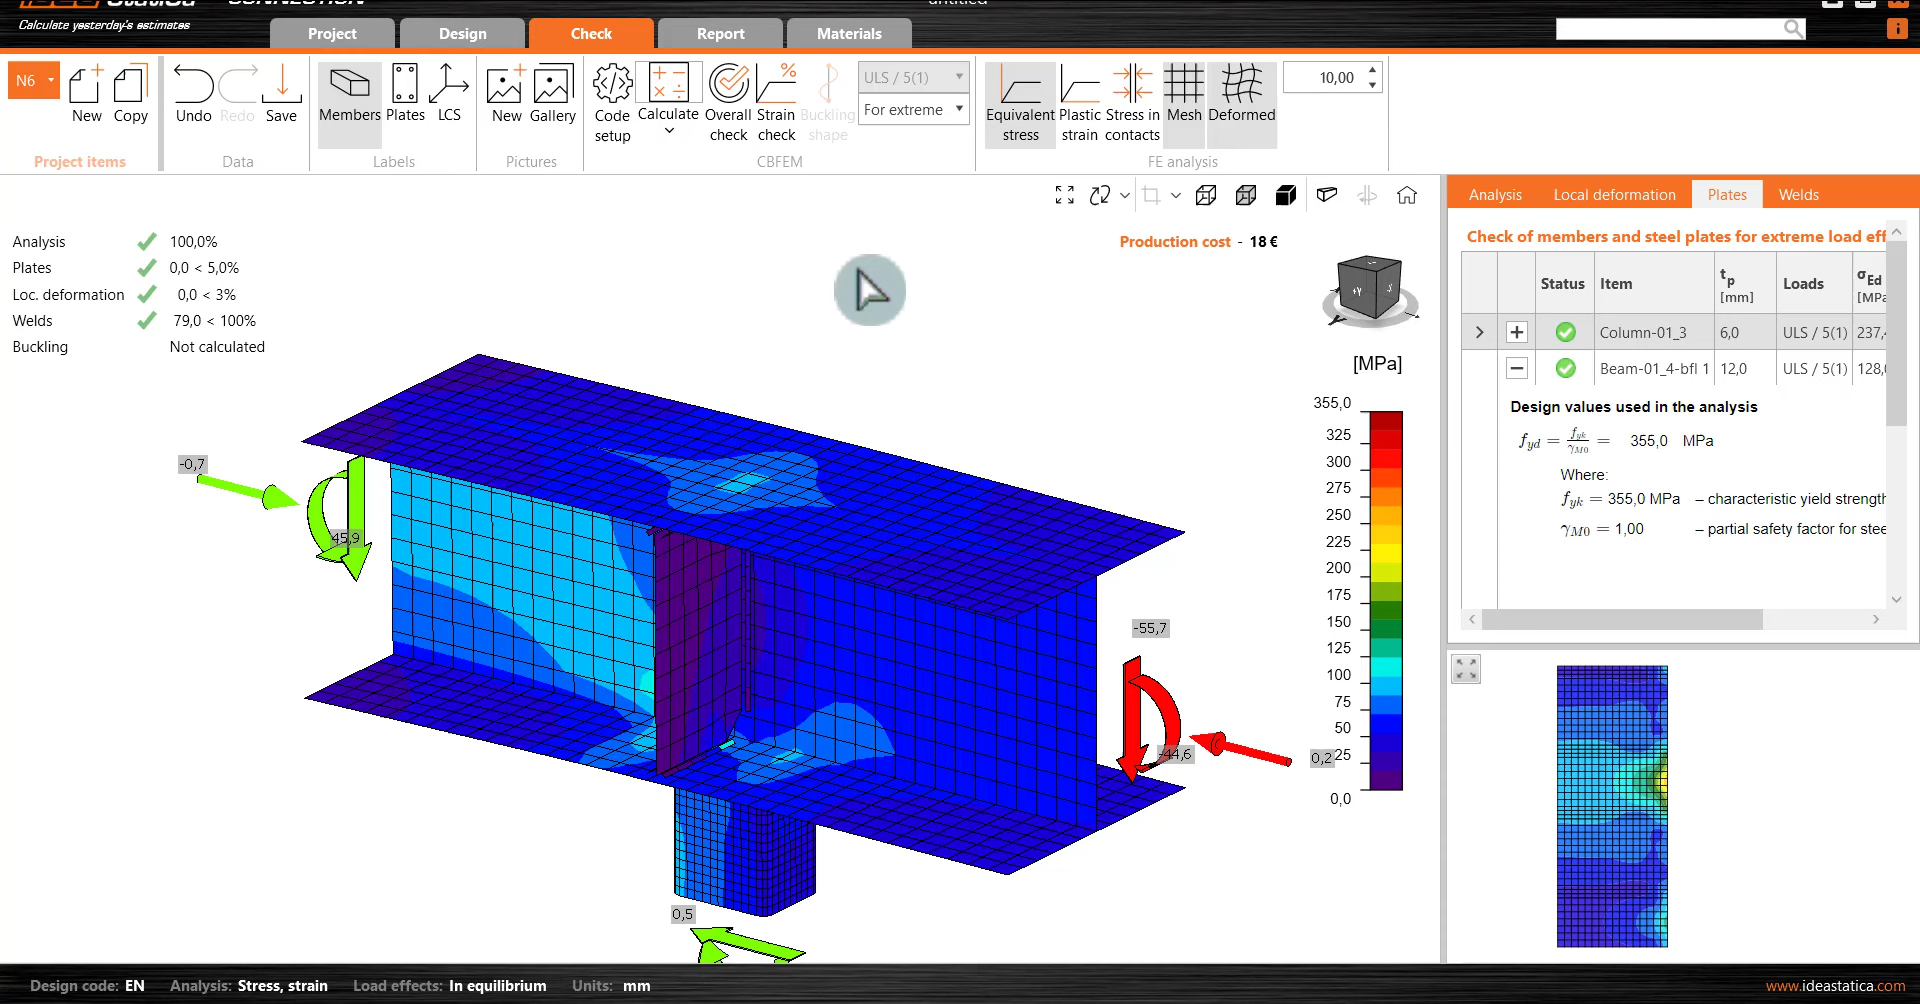 IDEA StatiCa CONNECTION
untitled
Calculate yesterday's estimates
Project
Design
Check
Report
Materials
N6
New
Copy
Undo
Redo
Save
Members
Plates
LCS
New
Gallery
Code setup
Calculate
Overall check
Strain check
Buckling shape
ULS / 5(1)
For extreme
Equivalent stress
Plastic strain
Stress in contacts
Mesh
Deformed
10,00
Project items
Data
Labels
Pictures
CBFEM
FE analysis
Analysis 100,0%
Plates 0,0 < 5,0%
Loc. deformation 0,0 < 3%
Welds 79,0 < 100%
Buckling Not calculated
Production cost - 18 €
+Y
-X
[MPa]
355,0
325
300
275
250
225
200
175
150
125
100
75
50
25
0,0
-0,7
45,9
-55,7
-44,6
0,2
0,5
Analysis
Local deformation
Plates
Welds
Check of members and steel plates for extreme load eff
Status Item tp [mm] Loads σEd [MPa
Column-01_3 6,0 ULS / 5(1) 237,4
Beam-01_4-bfl 1 12,0 ULS / 5(1) 128,0
Design values used in the analysis
fyd = fyk / γM0 = 355,0 MPa
Where:
fyk = 355,0 MPa – characteristic yield strength
γM0 = 1,00 – partial safety factor for stee
Design code: EN Analysis: Stress, strain Load effects: In equilibrium Units: mm
www.ideastatica.com